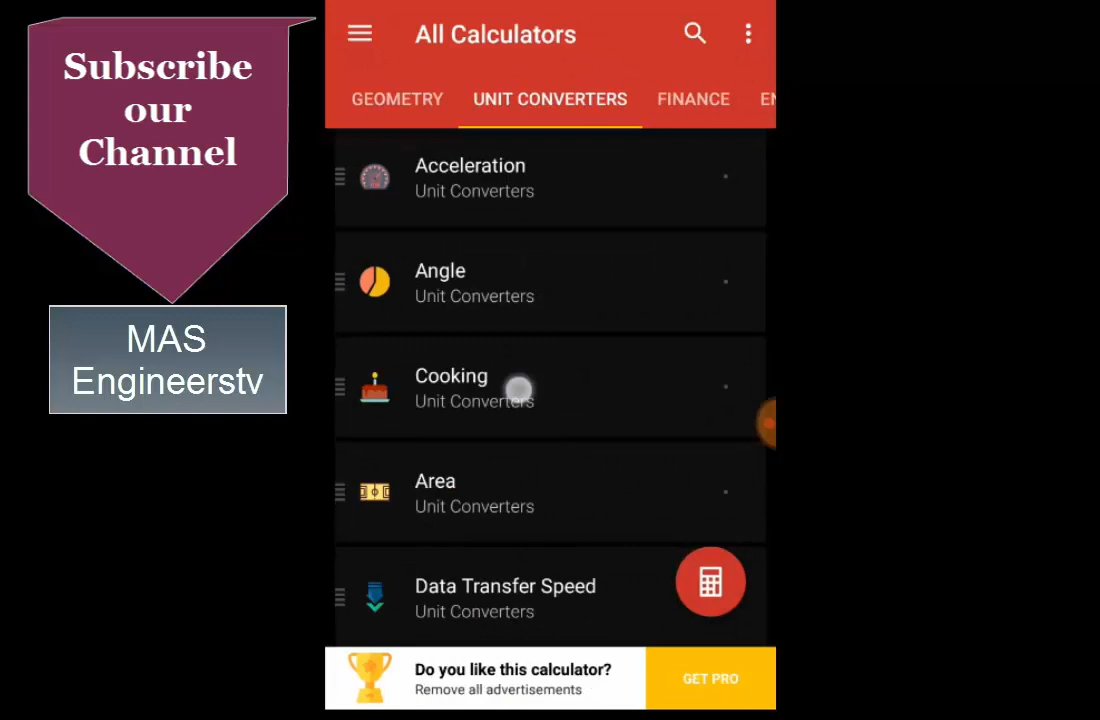 Subscribe
our
Channel
MAS
Engineerstv
All Calculators
GEOMETRY UNIT CONVERTERS FINANCE
Acceleration
Unit Converters
Angle
Unit Converters
Cooking
Unit Converters
Area
Unit Converters
Data Transfer Speed
Unit Converters
Do you like this calculator?
Remove all advertisements
GET PRO